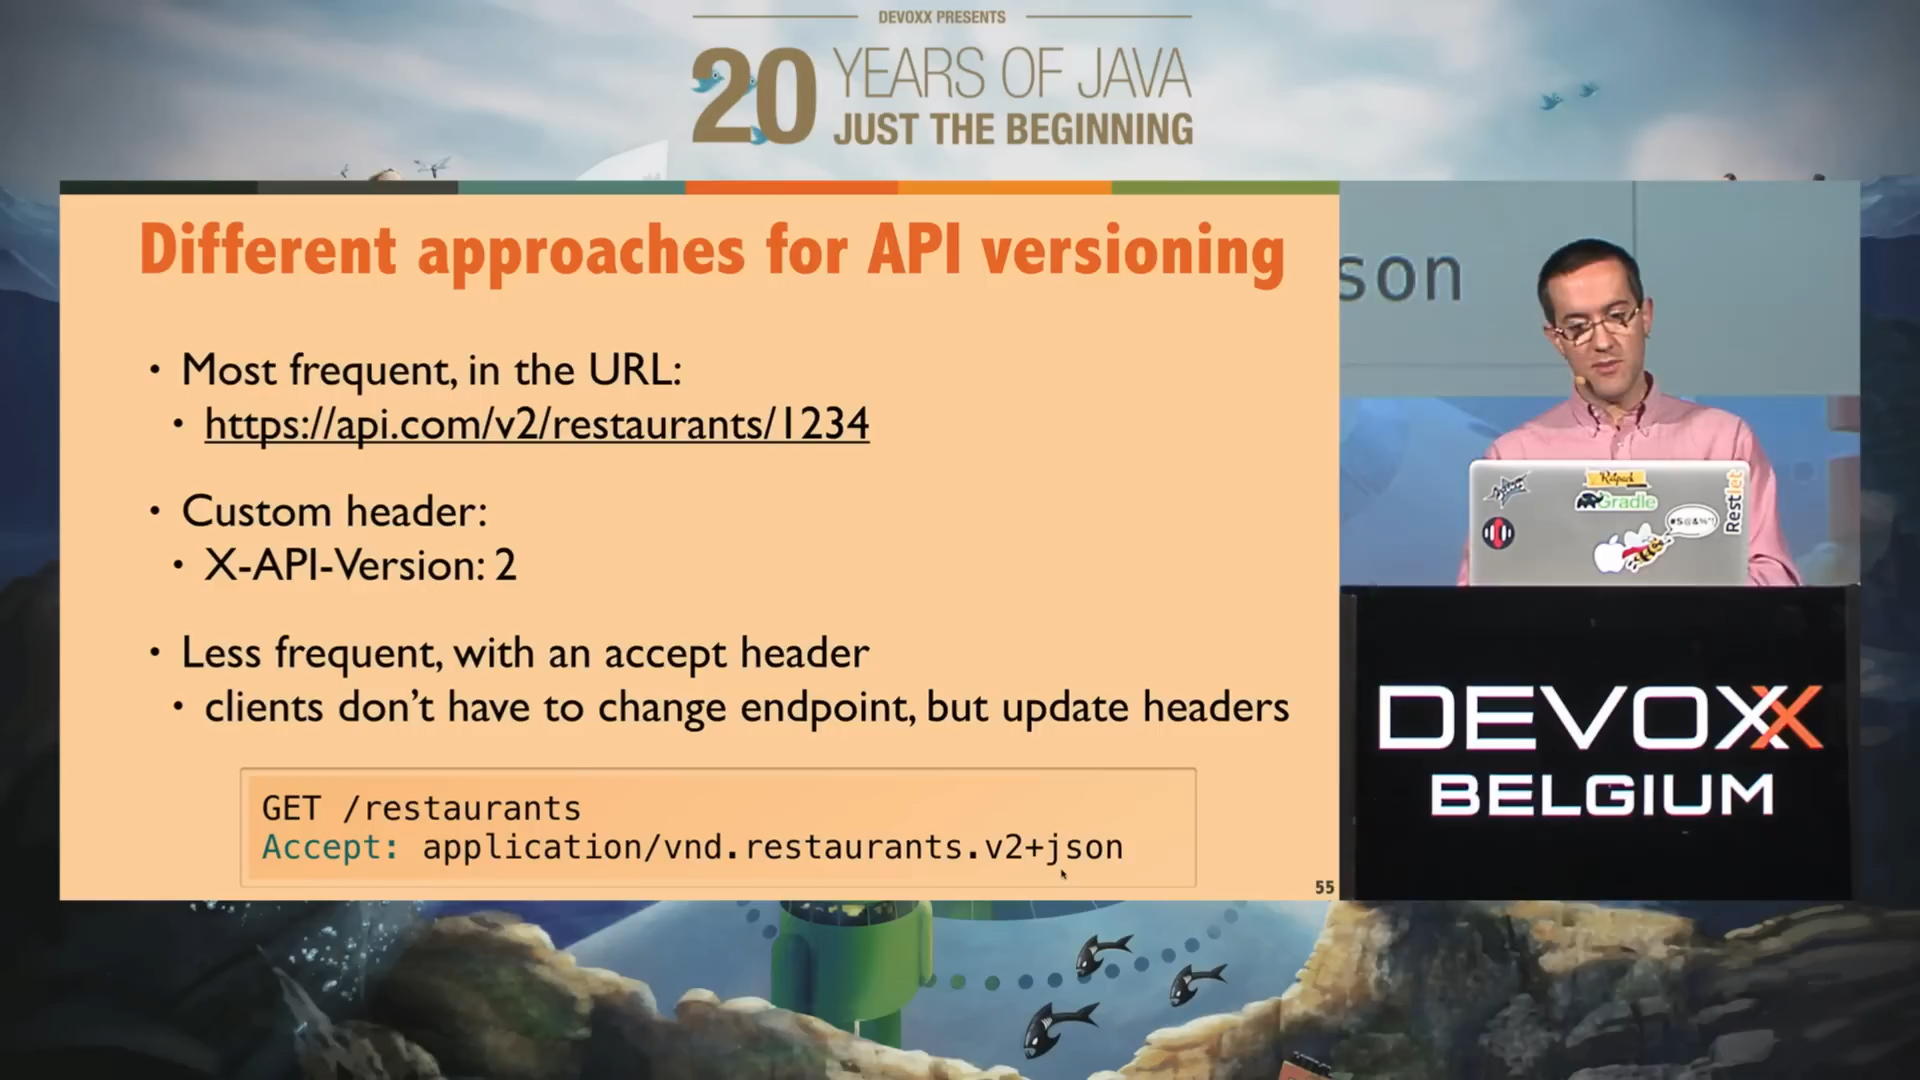 DEVOXX PRESENTS
20 YEARS OF JAVA
JUST THE BEGINNING
Different approaches for API versioning
• Most frequent, in the URL:
• https://api.com/v2/restaurants/1234
• Custom header:
• X-API-Version: 2
• Less frequent, with an accept header
• clients don’t have to change endpoint, but update headers
GET /restaurants
Accept: application/vnd.restaurants.v2+json
55
son
Ratpack
Gradle
#$@&%*!
Restlet
DEVOXX
BELGIUM